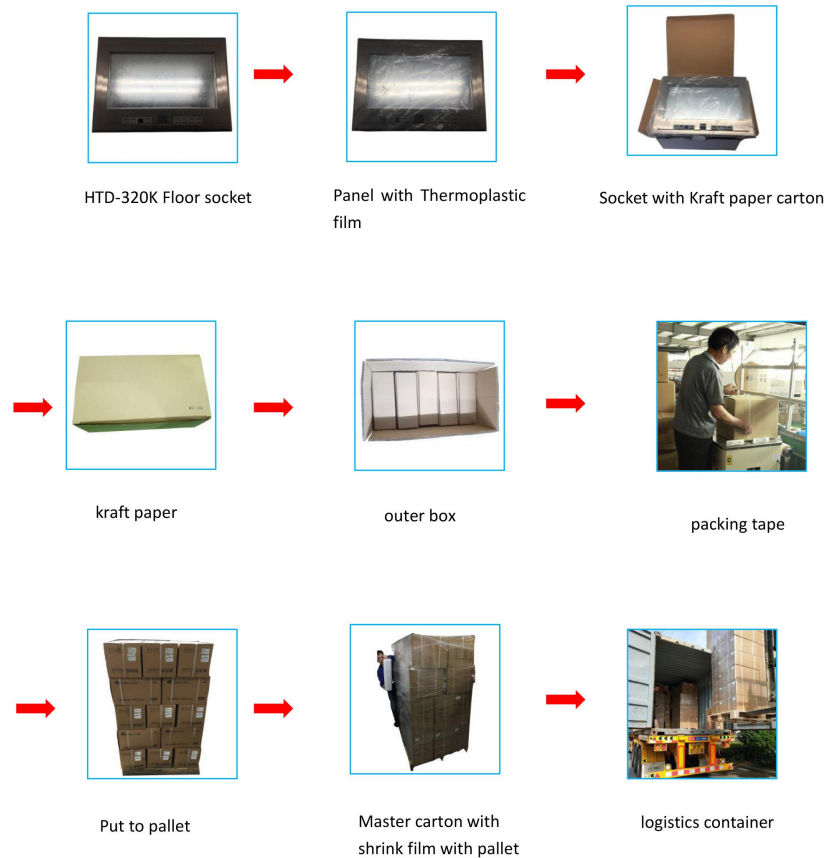 HTD-320K Floor socket
Panel with Thermoplastic
film
Socket with Kraft paper carton
kraft paper
outer box
packing tape
Put to pallet
Master carton with
shrink film with pallet
logistics container